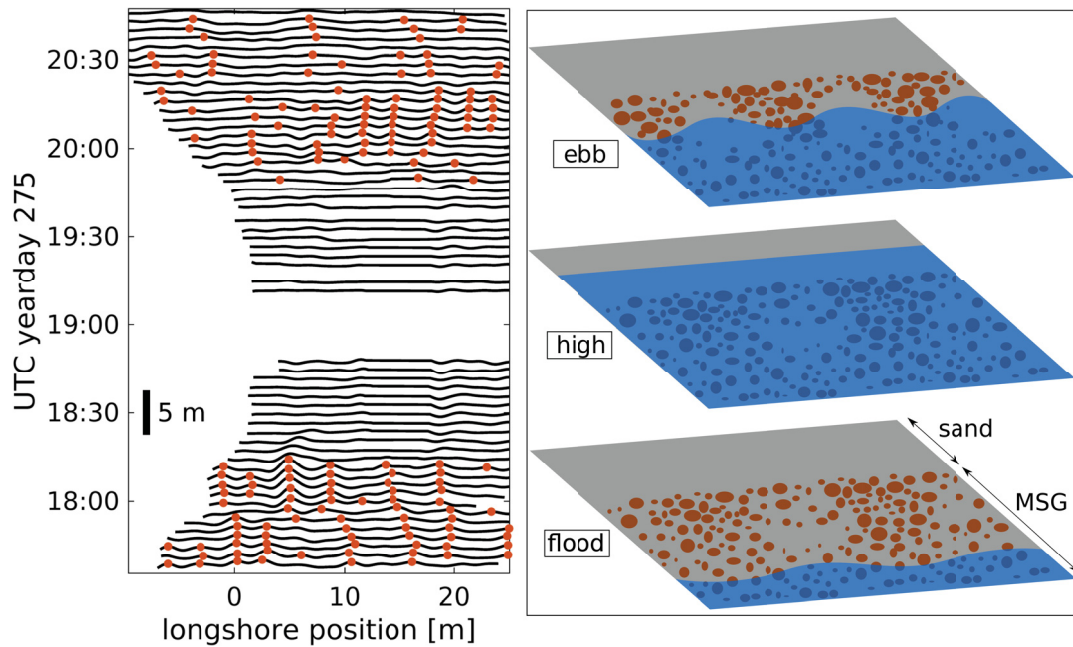 20:30
20:00
19:30
19:00
18:30
18:00
UTC yearday 275
5 m
0
10
20
longshore position [m]
ebb
high
flood
sand
MSG